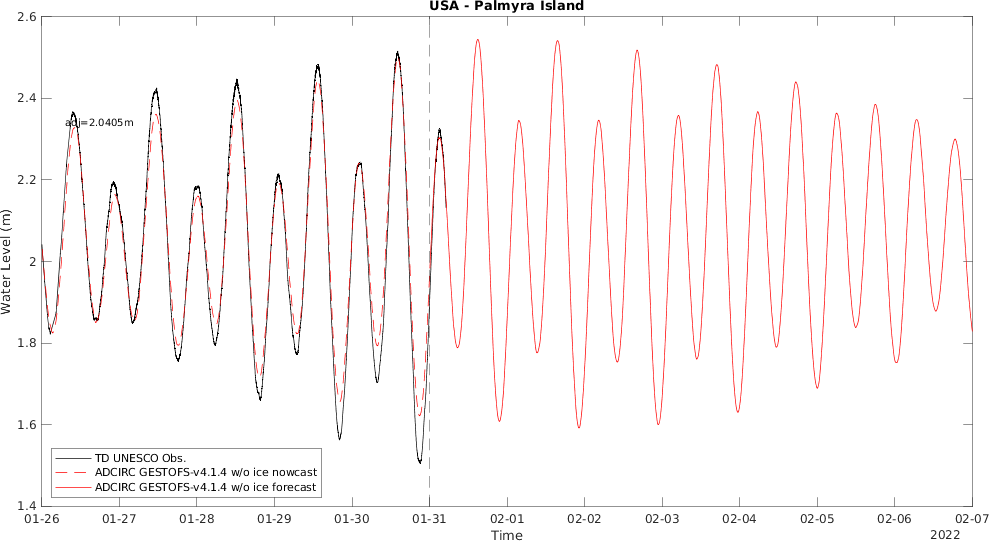 USA - Palmyra Island
2.6
2.4
2.2
2
1.8
1.6
1.4
Water Level (m)
adj=2.0405m
TD UNESCO Obs.
ADCIRC GESTOFS-v4.1.4 w/o ice nowcast
ADCIRC GESTOFS-v4.1.4 w/o ice forecast
01-26 01-27 01-28 01-29 01-30 01-31 02-01 02-02 02-03 02-04 02-05 02-06 02-07
Time
2022